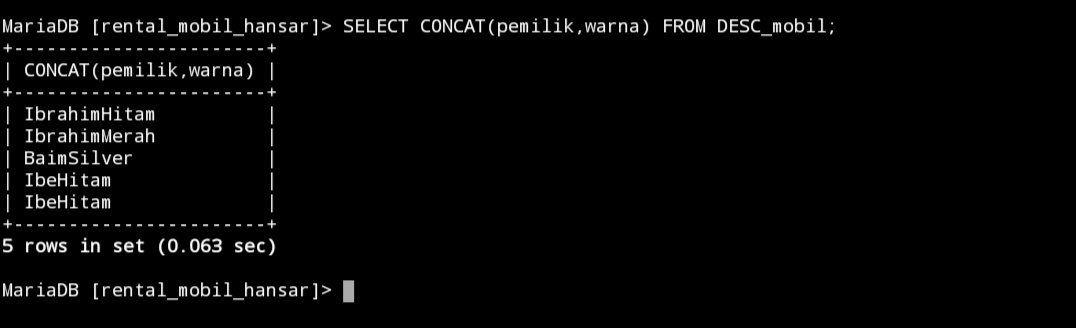 MariaDB [rental_mobil_hansar]> SELECT CONCAT(pemilik,warna) FROM DESC_mobil;
+-----------------------+
| CONCAT(pemilik,warna) |
+-----------------------+
| IbrahimHitam          |
| IbrahimMerah          |
| BaimSilver            |
| IbeHitam              |
| IbeHitam              |
+-----------------------+
5 rows in set (0.063 sec)
MariaDB [rental_mobil_hansar]>